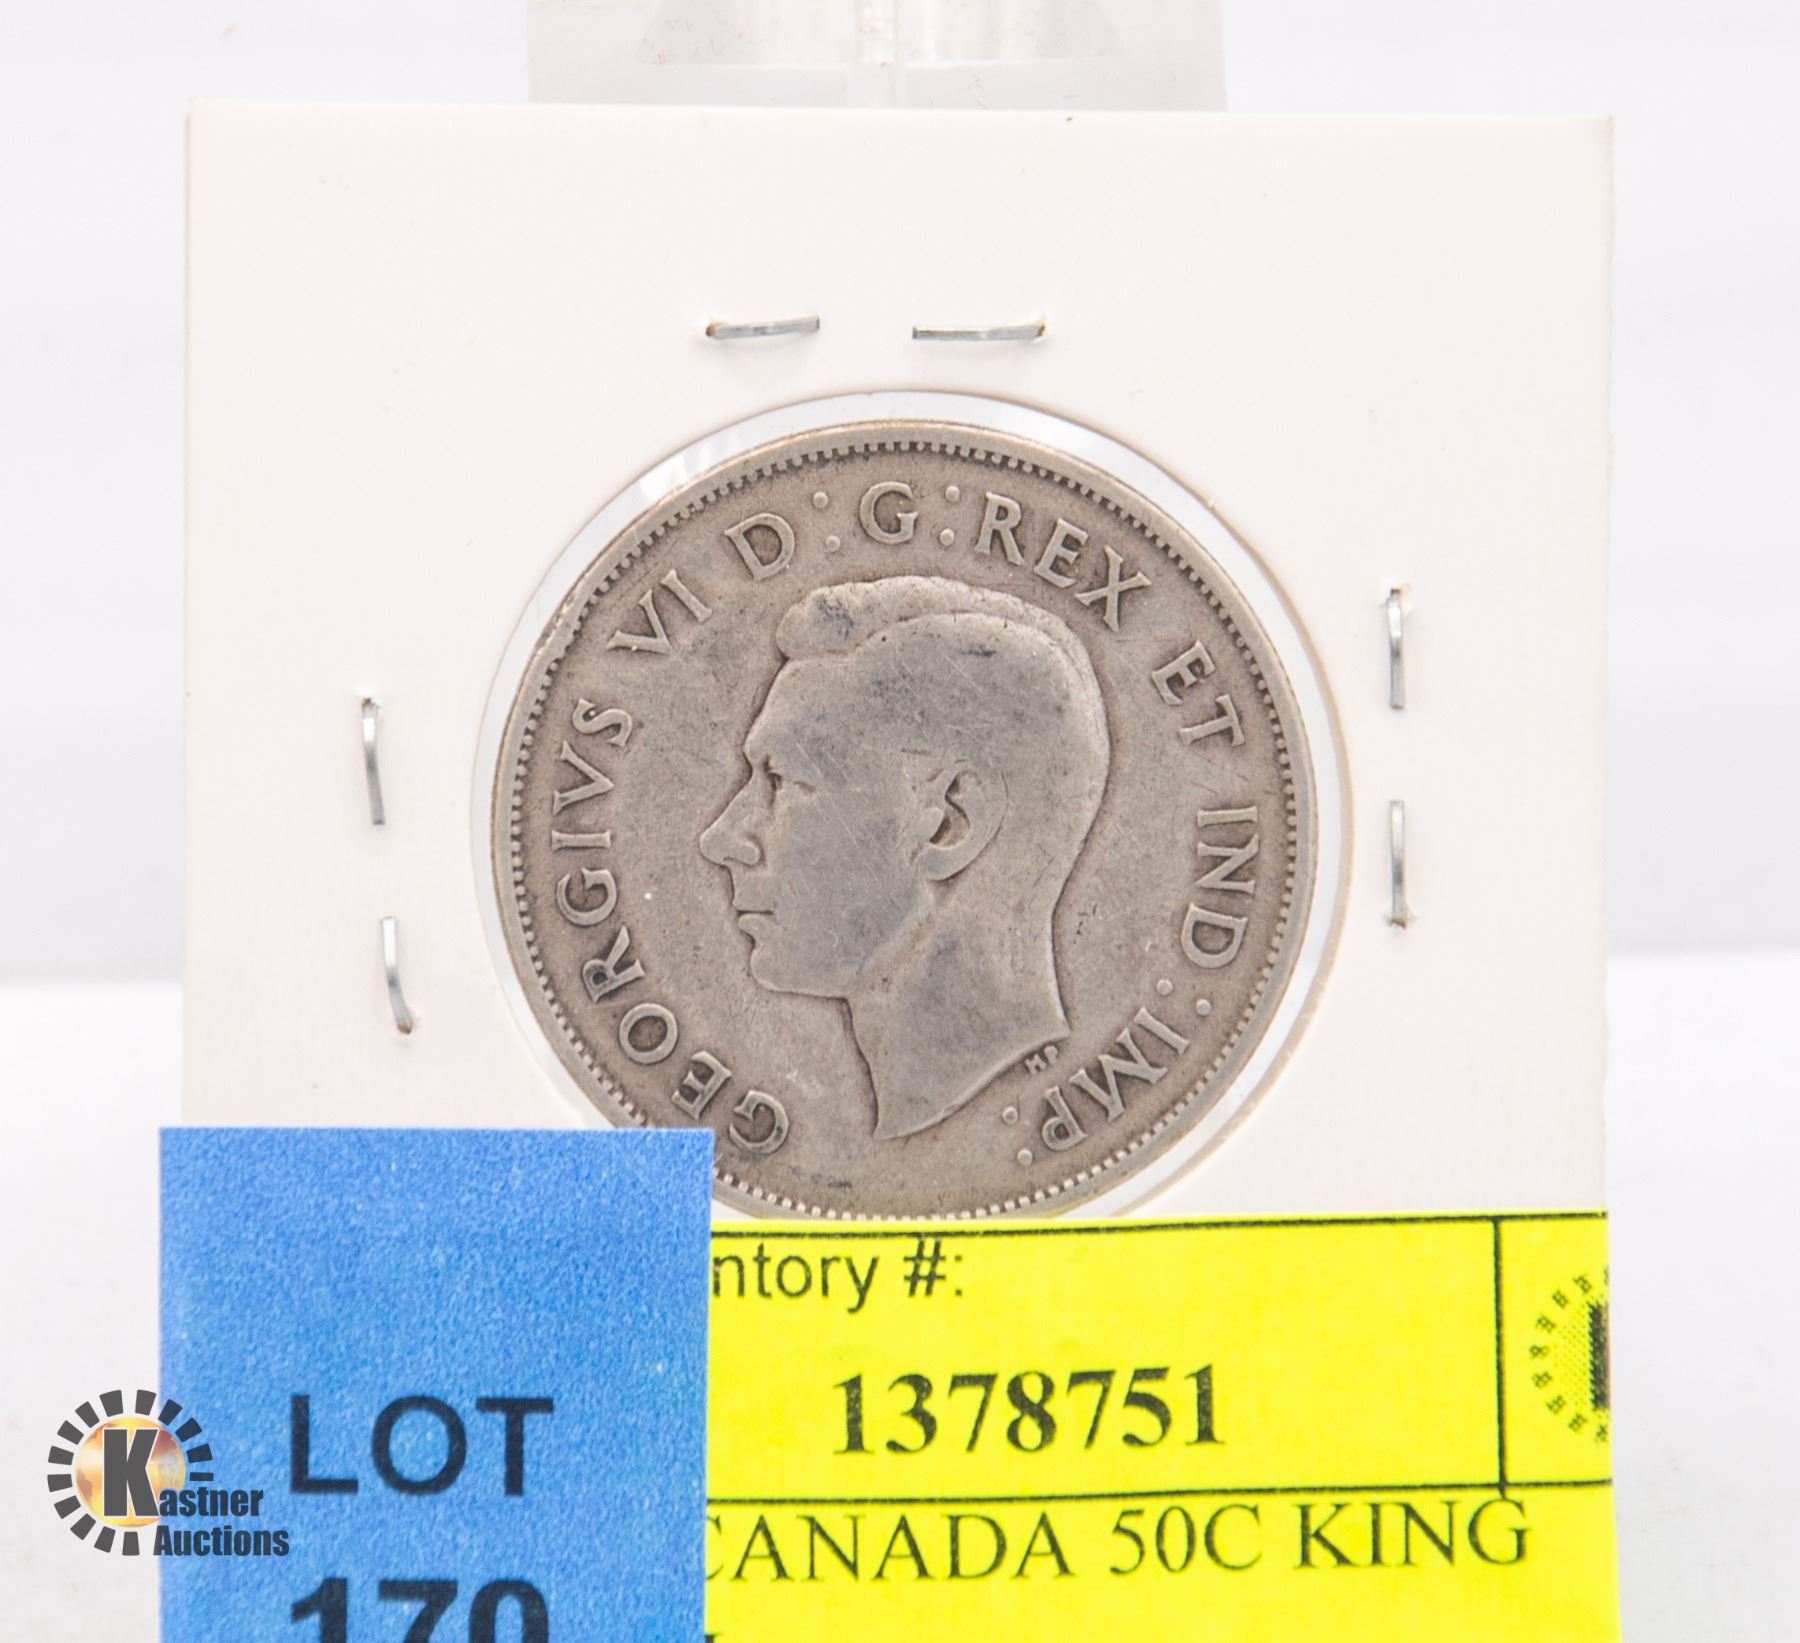 GEORGIVS VI D:G:REX ET IND:IMP:
HP
LOT
170
ntory #:
1378751
CANADA 50C KING
Kastner
Auctions